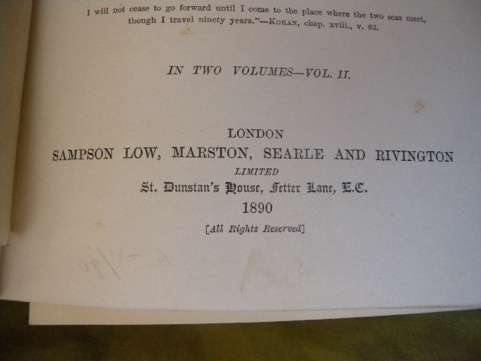 I will not cease to go forward until I come to the place where the two seas meet,
though I travel ninety years."—KORAN, chap. xviii., v. 62.
IN TWO VOLUMES—VOL. II.
LONDON
SAMPSON LOW, MARSTON, SEARLE AND RIVINGTON
LIMITED
St. Dunstan's House, Fetter Lane, E.C.
1890
[All Rights Reserved]